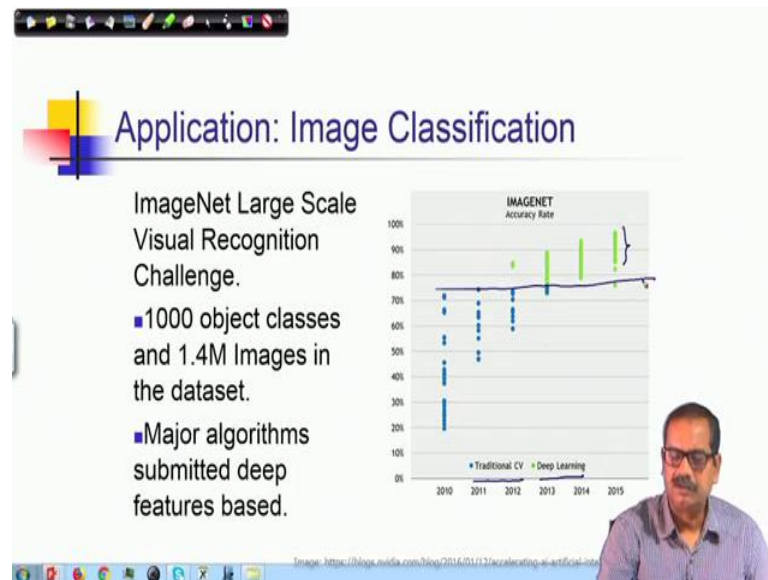 Application: Image Classification
ImageNet Large Scale
Visual Recognition
Challenge.
1000 object classes
and 1.4M Images in
the dataset.
Major algorithms
submitted deep
features based.
IMAGENET
Accuracy Rate
100%
90%
80%
70%
60%
50%
40%
30%
20%
10%
0%
Traditional CV
Deep Learning
2010 2011 2012 2013 2014 2015
Image: https://blogs.nvidia.com/blog/2016/01/12/accelerating-ai-artificial-inte